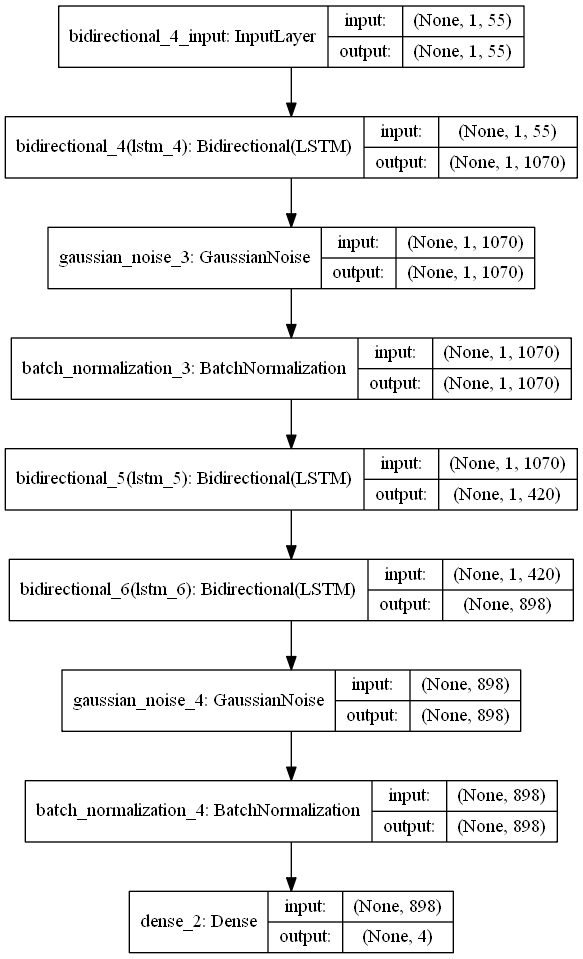 bidirectional_4_input: InputLayer
input: (None, 1, 55)
output: (None, 1, 55)
bidirectional_4(lstm_4): Bidirectional(LSTM)
input: (None, 1, 55)
output: (None, 1, 1070)
gaussian_noise_3: GaussianNoise
input: (None, 1, 1070)
output: (None, 1, 1070)
batch_normalization_3: BatchNormalization
input: (None, 1, 1070)
output: (None, 1, 1070)
bidirectional_5(lstm_5): Bidirectional(LSTM)
input: (None, 1, 1070)
output: (None, 1, 420)
bidirectional_6(lstm_6): Bidirectional(LSTM)
input: (None, 1, 420)
output: (None, 898)
gaussian_noise_4: GaussianNoise
input: (None, 898)
output: (None, 898)
batch_normalization_4: BatchNormalization
input: (None, 898)
output: (None, 898)
dense_2: Dense
input: (None, 898)
output: (None, 4)